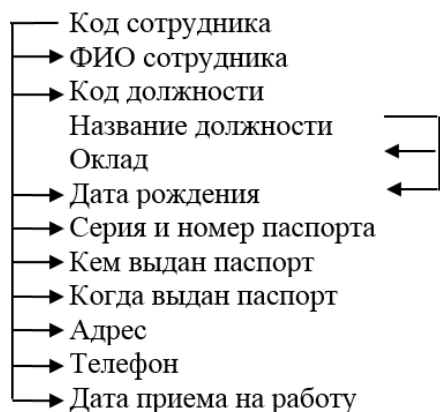 Код сотрудника
ФИО сотрудника
Код должности
Название должности
Оклад
Дата рождения
Серия и номер паспорта
Кем выдан паспорт
Когда выдан паспорт
Адрес
Телефон
Дата приема на работу